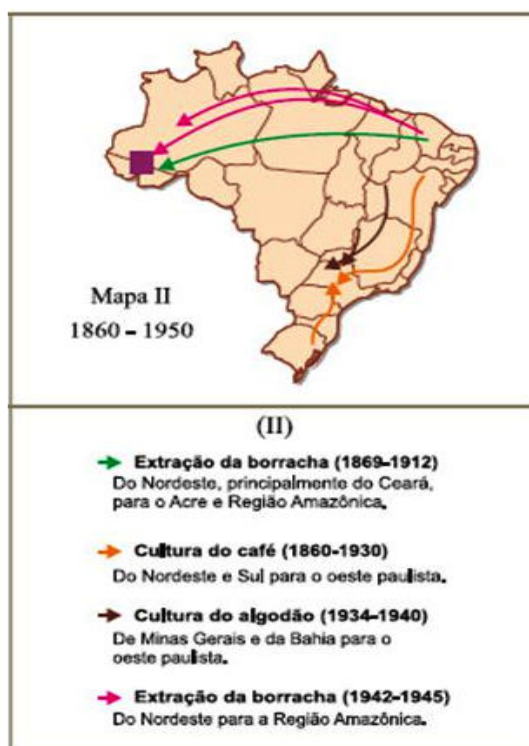 Mapa II
1860 – 1950
(II)
Extração da borracha (1869-1912)
Do Nordeste, principalmente do Ceará,
para o Acre e Região Amazônica.
Cultura do café (1860-1930)
Do Nordeste e Sul para o oeste paulista.
Cultura do algodão (1934-1940)
De Minas Gerais e da Bahia para o
oeste paulista.
Extração da borracha (1942-1945)
Do Nordeste para a Região Amazônica.